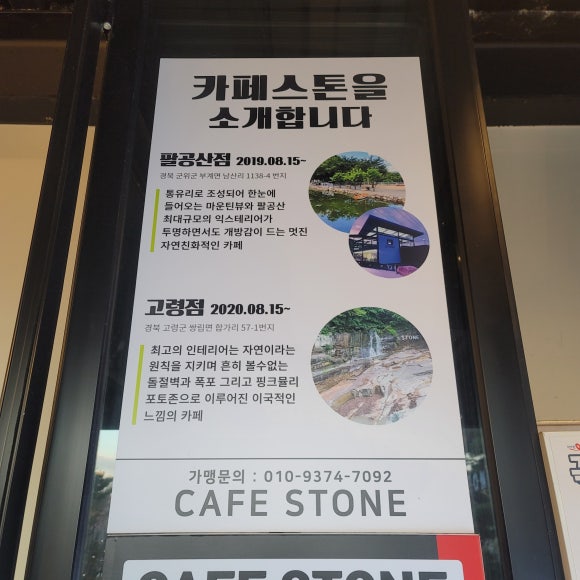 카페스톤을
소개합니다
팔공산점 2019.08.15~
경북 군위군 부계면 남산리 1138-4 번지
통유리로 조성되어 한눈에
들어오는 마운틴뷰와 팔공산
최대규모의 익스테리어가
투명하면서도 개방감이 드는 멋진
자연친화적인 카페
고령점 2020.08.15~
경북 고령군 쌍림면 합가리 57-1번지
STONE
최고의 인테리어는 자연이라는
원칙을 지키며 흔히 볼수없는
돌절벽과 폭포 그리고 핑크뮬리
포토존으로 이루어진 이국적인
느낌의 카페
가맹문의 : 010-9374-7092
CAFE STONE
CAFE STONE